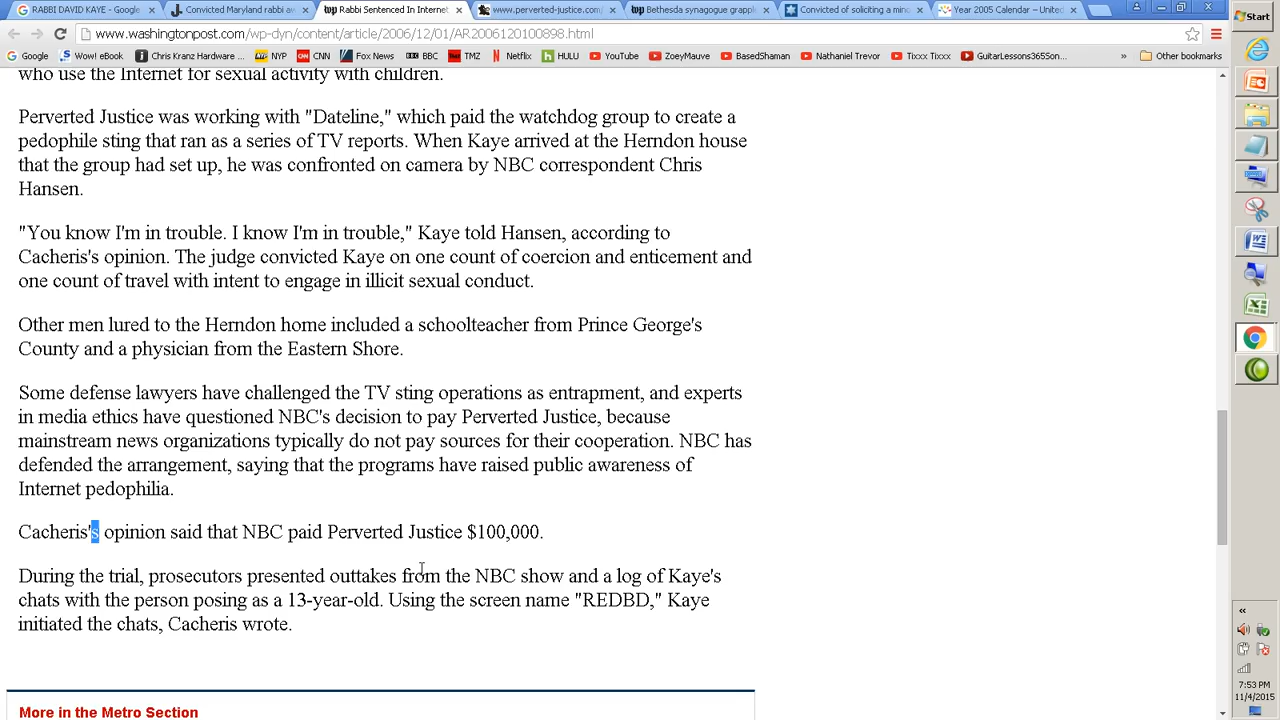 RABBI DAVID KAYE - Google
Convicted Maryland rabbi aw
Rabbi Sentenced In Internet
www.perverted-justice.com/
Bethesda synagogue grapple
Convicted of soliciting a mino
Year 2005 Calendar – United
www.washingtonpost.com/wp-dyn/content/article/2006/12/01/AR2006120100898.html
Google
Wow! eBook
Chris Kranz Hardware ...
NYP
CNN
Fox News
BBC
TMZ
Netflix
HULU
YouTube
ZoeyMauve
BasedShaman
Nathaniel Trevor
Tixxx Tixxx
GuitarLessons365Son...
»
Other bookmarks
who use the Internet for sexual activity with children.
Perverted Justice was working with "Dateline," which paid the watchdog group to create a
pedophile sting that ran as a series of TV reports. When Kaye arrived at the Herndon house
that the group had set up, he was confronted on camera by NBC correspondent Chris
Hansen.
"You know I'm in trouble. I know I'm in trouble," Kaye told Hansen, according to
Cacheris's opinion. The judge convicted Kaye on one count of coercion and enticement and
one count of travel with intent to engage in illicit sexual conduct.
Other men lured to the Herndon home included a schoolteacher from Prince George's
County and a physician from the Eastern Shore.
Some defense lawyers have challenged the TV sting operations as entrapment, and experts
in media ethics have questioned NBC's decision to pay Perverted Justice, because
mainstream news organizations typically do not pay sources for their cooperation. NBC has
defended the arrangement, saying that the programs have raised public awareness of
Internet pedophilia.
Cacheris's opinion said that NBC paid Perverted Justice $100,000.
During the trial, prosecutors presented outtakes from the NBC show and a log of Kaye's
chats with the person posing as a 13-year-old. Using the screen name "REDBD," Kaye
initiated the chats, Cacheris wrote.
More in the Metro Section
Start
«
7:53 PM
11/4/2015